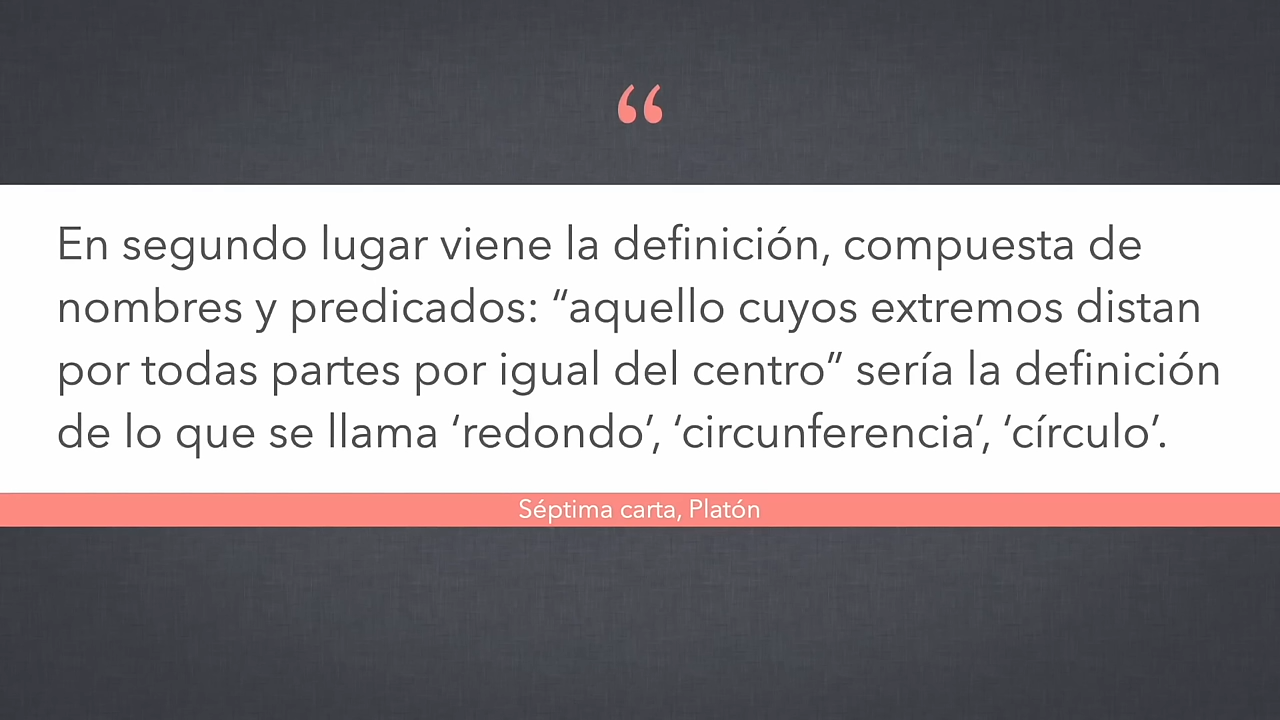 “
En segundo lugar viene la definición, compuesta de
nombres y predicados: “aquello cuyos extremos distan
por todas partes por igual del centro” sería la definición
de lo que se llama ‘redondo’, ‘circunferencia’, ‘círculo’.
Séptima carta, Platón